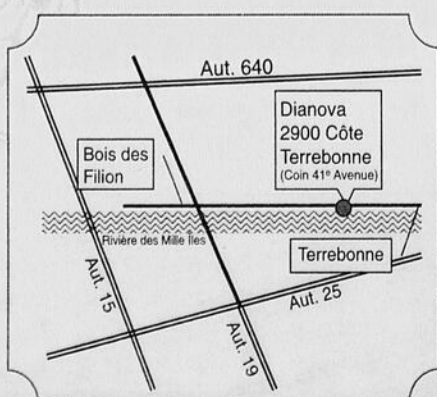 Aut. 640
Dianova
2900 Côte
Terrebonne
(Coin 41e Avenue)
Bois des
Filion
Rivière des Mille Îles
Terrebonne
Aut. 15
Aut. 25
Aut. 19